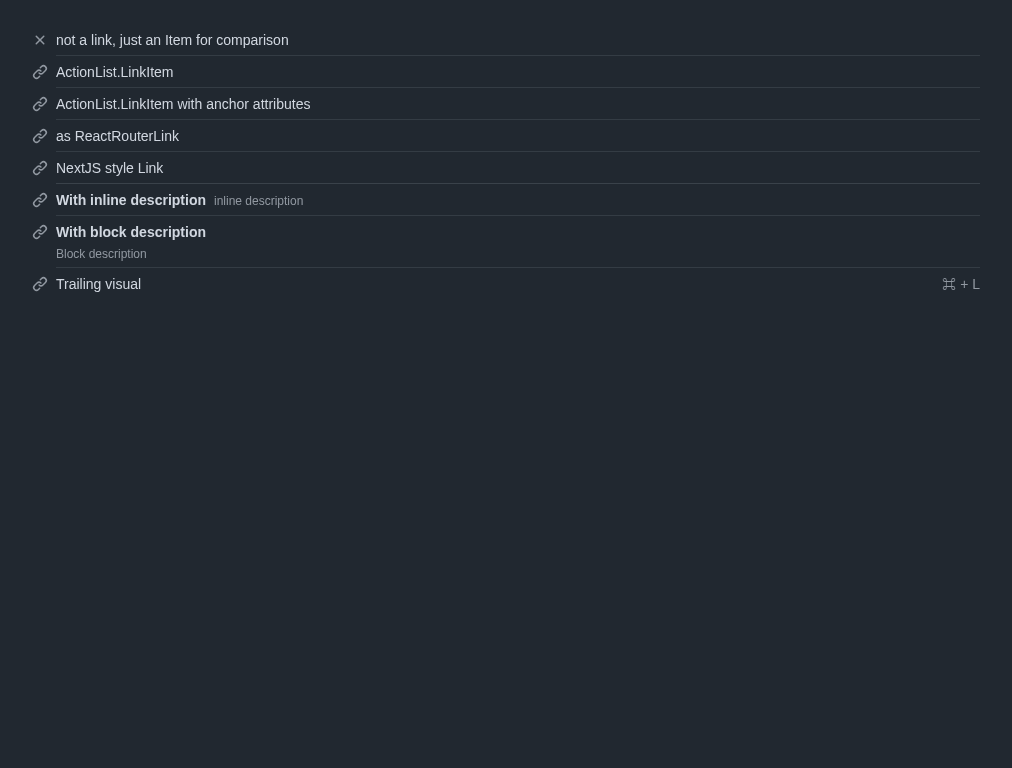 not a link, just an Item for comparison
ActionList.LinkItem
ActionList.LinkItem with anchor attributes
as ReactRouterLink
NextJS style Link
With inline description inline description
With block description
Block description
Trailing visual ⌘ + L